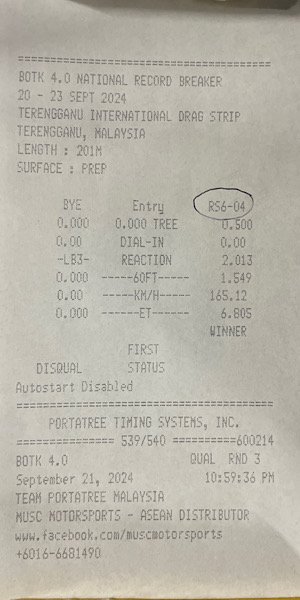 =====================================
BOTK 4.0 NATIONAL RECORD BREAKER
20 - 23 SEPT 2024
TERENGGANU INTERNATIONAL DRAG STRIP
TERENGGANU, MALAYSIA
LENGTH : 201M
SURFACE : PREP
BYE Entry RS6-04
0.000 0.000 TREE 0.500
0.00 DIAL-IN 0.00
-LB3- REACTION 2.013
0.000 -----60FT----- 1.549
0.00 -----KM/H----- 165.12
0.000 ------ET------ 6.805
WINNER
FIRST
DISQUAL STATUS
Autostart Disabled
=====================================
PORTATREE TIMING SYSTEMS, INC.
============== 539/540 ==========600214
BOTK 4.0 QUAL RND 3
September 21, 2024 10:59:36 PM
TEAM PORTATREE MALAYSIA
MUSC MOTORSPORTS - ASEAN DISTRIBUTOR
www.facebook.com/muscmotorsports
+6016-6681490